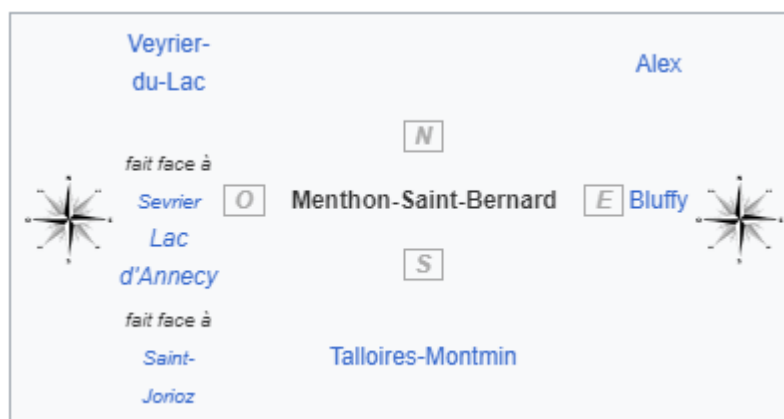 Veyrier-
du-Lac
Alex
N
fait face à
Sevrier
Lac
d'Annecy
O
Menthon-Saint-Bernard
E
Bluffy
S
fait face à
Saint-
Jorioz
Talloires-Montmin